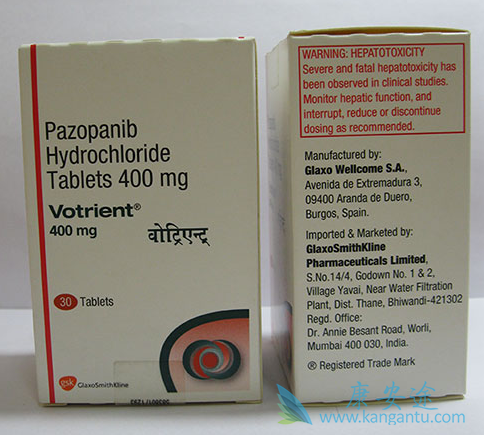 Pazopanib
Hydrochloride
Tablets 400 mg
Votrient®
400 mg
वोट्रिएन्ट्
30 Tablets
gsk GlaxoSmithKline
WARNING: HEPATOTOXICITY
Severe and fatal hepatotoxicity has
been observed in clinical studies.
Monitor hepatic function, and
interrupt, reduce or discontinue
dosing as recommended.
Manufactured by:
Glaxo Wellcome S.A.,
Avenida de Extremadura 3,
09400 Aranda de Duero,
Burgos, Spain.
Imported & Marketed by:
GlaxoSmithKline
Pharmaceuticals Limited,
S.No.14/4, Godown No. 1 & 2,
Village Yavai, Near Water Filtration
Plant, Dist. Thane, Bhiwandi-421302
Regd. Office:
Dr. Annie Besant Road, Worli,
Mumbai 400 030, India.
® Registered Trade Mark
康安途
www.kangantu.com